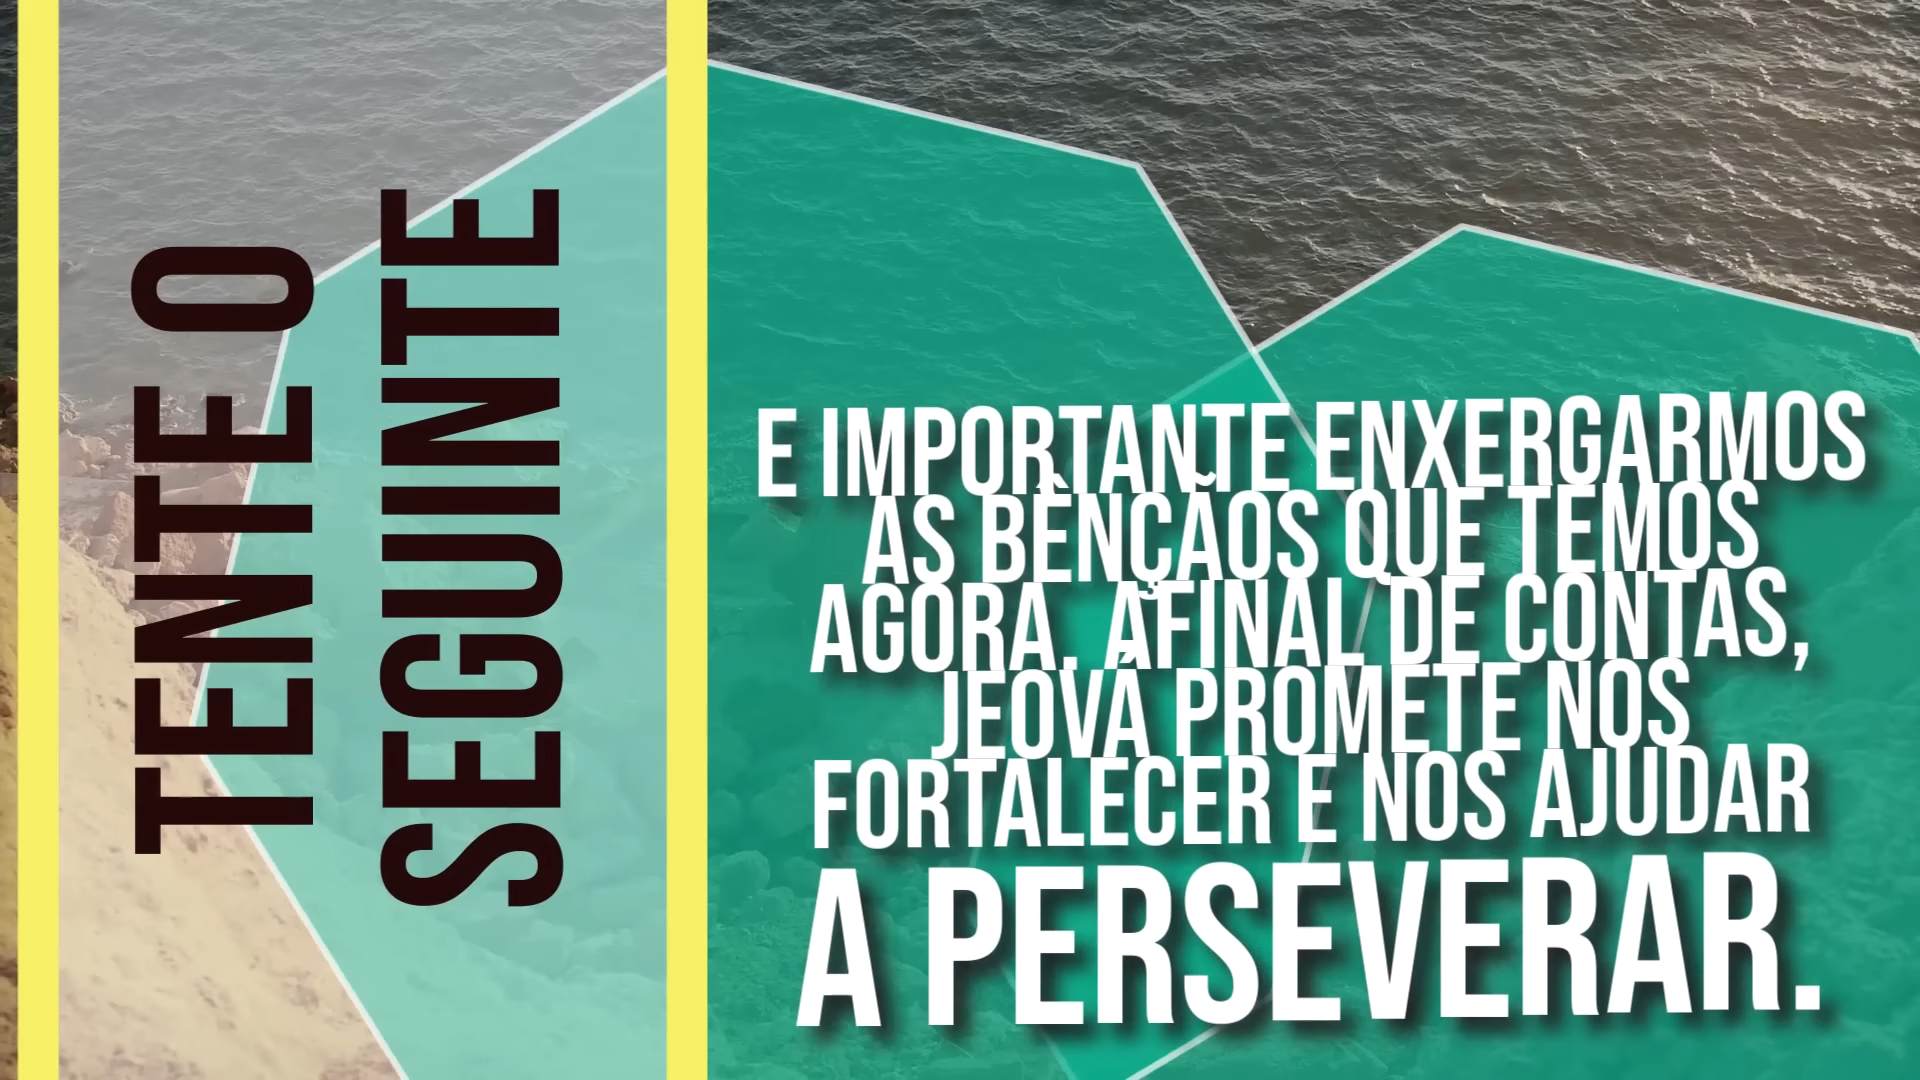 TENTE O
SEGUINTE
E IMPORTANTE ENXERGARMOS
AS BÊNÇÃOS QUE TEMOS
AGORA. AFINAL DE CONTAS,
JEOVÁ PROMETE NOS
FORTALECER E NOS AJUDAR
A PERSEVERAR.